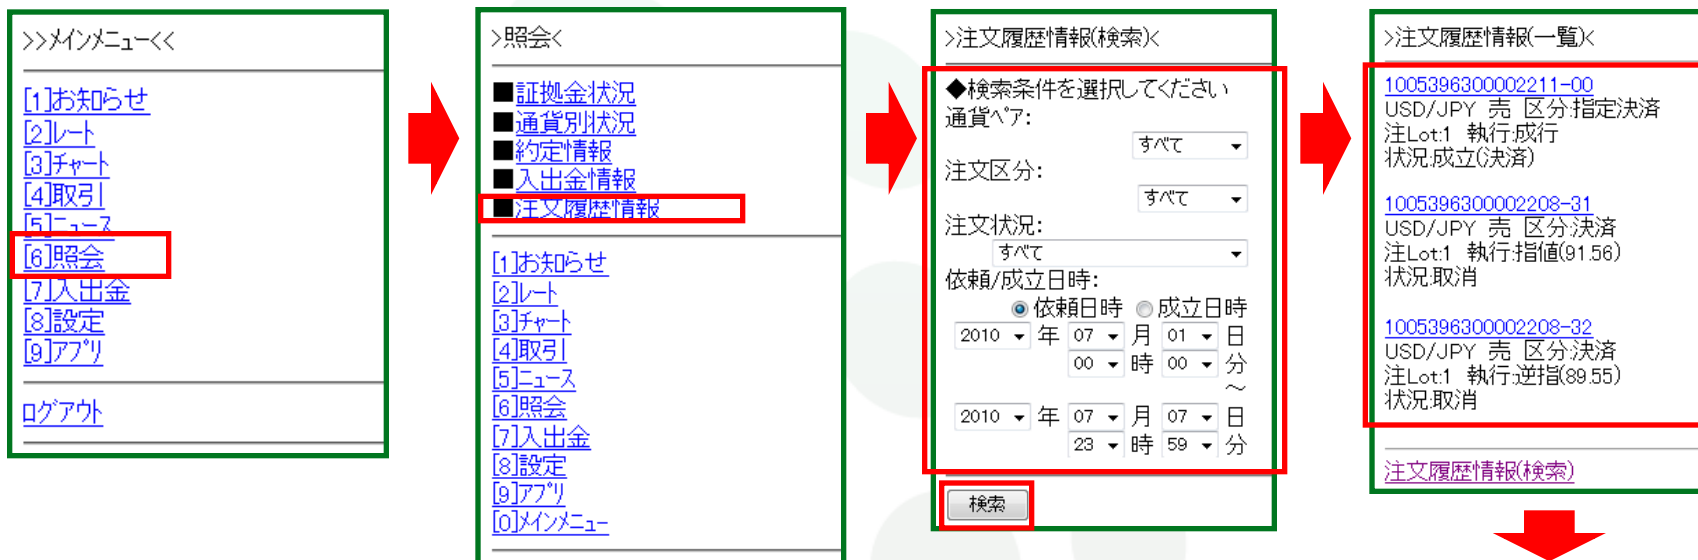 >>ﾒｲﾝﾒﾆｭｰ<<
[1]お知らせ
[2]ﾚｰﾄ
[3]ﾁｬｰﾄ
[4]取引
[5]ﾆｭｰｽ
[6]照会
[7]入出金
[8]設定
[9]ｱﾌﾟﾘ
ﾛｸﾞｱｳﾄ
>照会<
■証拠金状況
■通貨別状況
■約定情報
■入出金情報
■注文履歴情報
[1]お知らせ
[2]ﾚｰﾄ
[3]ﾁｬｰﾄ
[4]取引
[5]ﾆｭｰｽ
[6]照会
[7]入出金
[8]設定
[9]ｱﾌﾟﾘ
[0]ﾒｲﾝﾒﾆｭｰ
>注文履歴情報(検索)<
◆検索条件を選択してください
通貨ﾍﾟｱ:
すべて
注文区分:
すべて
注文状況:
すべて
依頼/成立日時:
依頼日時 成立日時
2010 年 07 月 01 日
00 時 00 分
～
2010 年 07 月 07 日
23 時 59 分
検索
>注文履歴情報(一覧)<
1005396300002211-00
USD/JPY 売 区分:指定決済
注Lot:1 執行:成行
状況:成立(決済)
1005396300002208-31
USD/JPY 売 区分:決済
注Lot:1 執行:指値(91.56)
状況:取消
1005396300002208-32
USD/JPY 売 区分:決済
注Lot:1 執行:逆指(89.55)
状況:取消
注文履歴情報(検索)